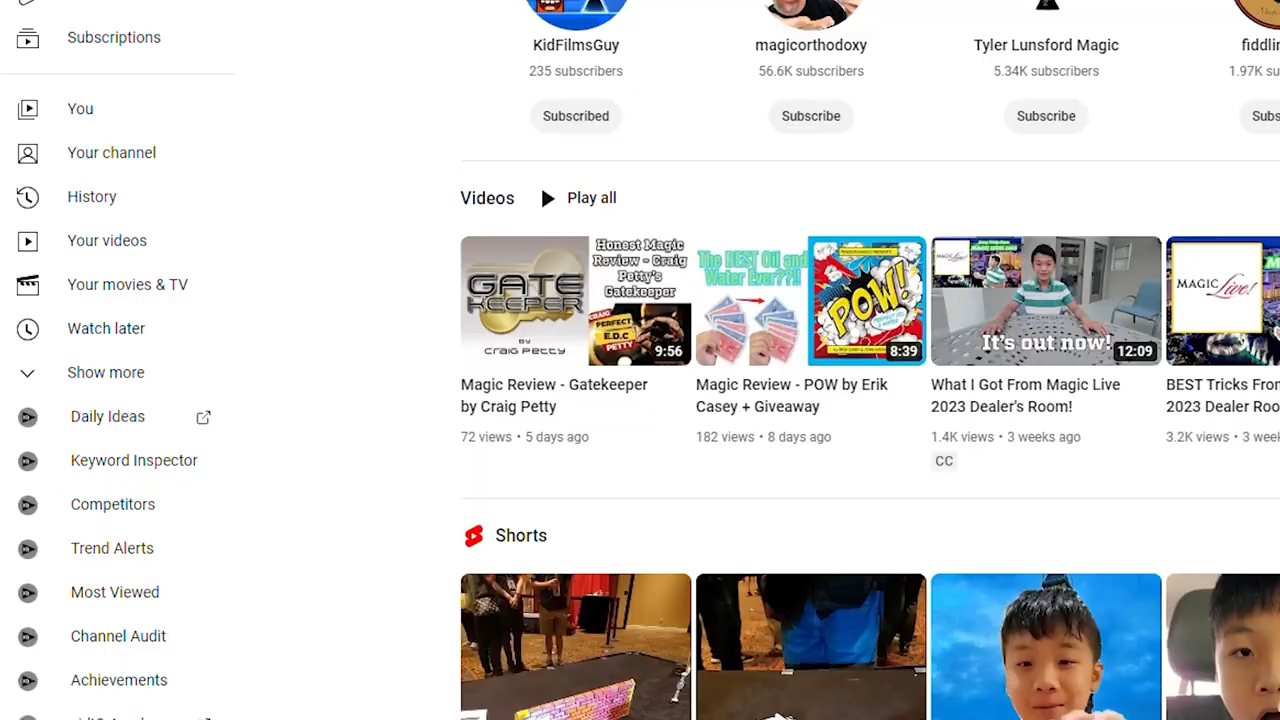 Subscriptions
You
Your channel
History
Your videos
Your movies & TV
Watch later
Show more
Daily Ideas
Keyword Inspector
Competitors
Trend Alerts
Most Viewed
Channel Audit
Achievements
KidFilmsGuy
235 subscribers
Subscribed
magicorthodoxy
56.6K subscribers
Subscribe
Tyler Lunsford Magic
5.34K subscribers
Subscribe
1.97K
Videos
Play all
GATE
KEEPER
BY
CRAIG PETTY
Honest Magic
Review - Craig
Petty's
Gatekeeper
CRAIG
PERFECT
E.D.C
PETTY
9:56
Magic Review - Gatekeeper
by Craig Petty
72 views • 5 days ago
The BEST Oil and
Water Ever??!!
POW!
8:39
Magic Review - POW by Erik
Casey + Giveaway
182 views • 8 days ago
It's out now!
12:09
What I Got From Magic Live
2023 Dealer's Room!
1.4K views • 3 weeks ago
CC
MAGIC Live!
BEST Tricks From
2023 Dealer
3.2K views • 3
Shorts